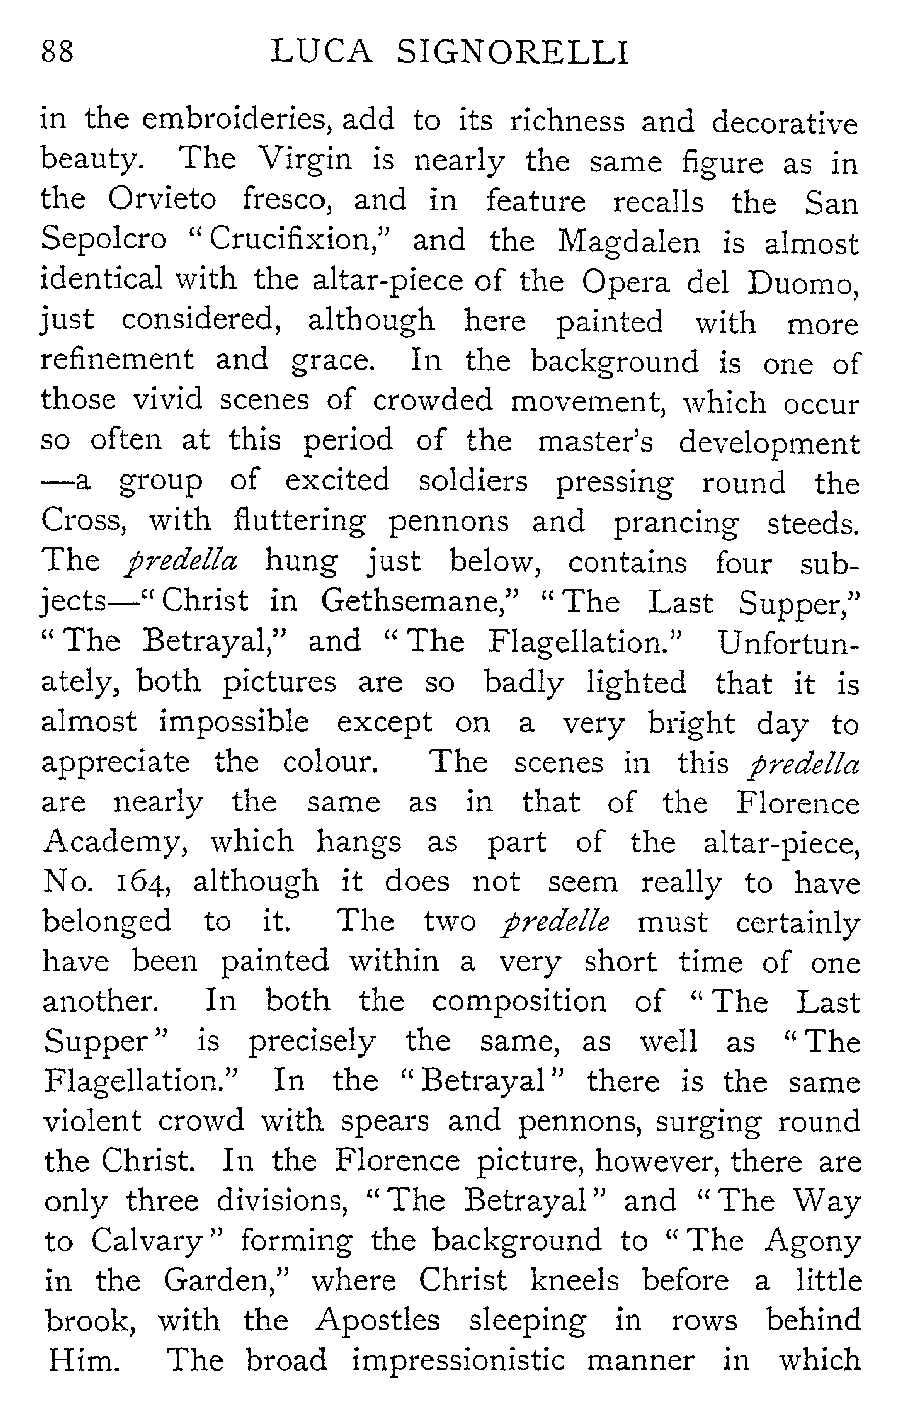 88 LUCA SIGNORELLI
in the embroideries, add to its richness and decorative
beauty. The Virgin is nearly the same figure as in
the Orvieto fresco, and in feature recalls the San
Sepolcro “Crucifixion,” and the Magdalen is almost
identical with the altar-piece of the Opera del Duomo,
just considered, although here painted with more
refinement and grace. In the background is one of
those vivid scenes of crowded movement, which occur
so often at this period of the master’s development
—a group of excited soldiers pressing round the
Cross, with fluttering pennons and prancing steeds.
The predella hung just below, contains four sub-
jects—“Christ in Gethsemane,” “The Last Supper,”
“The Betrayal,” and “The Flagellation.” Unfortun-
ately, both pictures are so badly lighted that it is
almost impossible except on a very bright day to
appreciate the colour. The scenes in this predella
are nearly the same as in that of the Florence
Academy, which hangs as part of the altar-piece,
No. 164, although it does not seem really to have
belonged to it. The two predelle must certainly
have been painted within a very short time of one
another. In both the composition of “The Last
Supper” is precisely the same, as well as “The
Flagellation.” In the “Betrayal” there is the same
violent crowd with spears and pennons, surging round
the Christ. In the Florence picture, however, there are
only three divisions, “The Betrayal” and “The Way
to Calvary” forming the background to “The Agony
in the Garden,” where Christ kneels before a little
brook, with the Apostles sleeping in rows behind
Him. The broad impressionistic manner in which